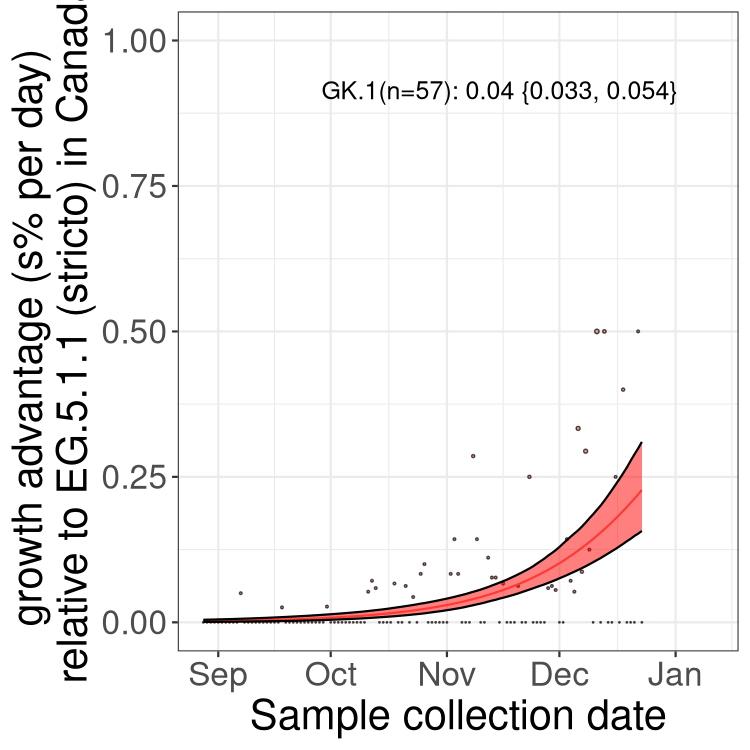 growth advantage (s% per day)
relative to EG.5.1.1 (stricto) in Canada
1.00
0.75
0.50
0.25
0.00
GK.1(n=57): 0.04 {0.033, 0.054}
Sep Oct Nov Dec Jan
Sample collection date